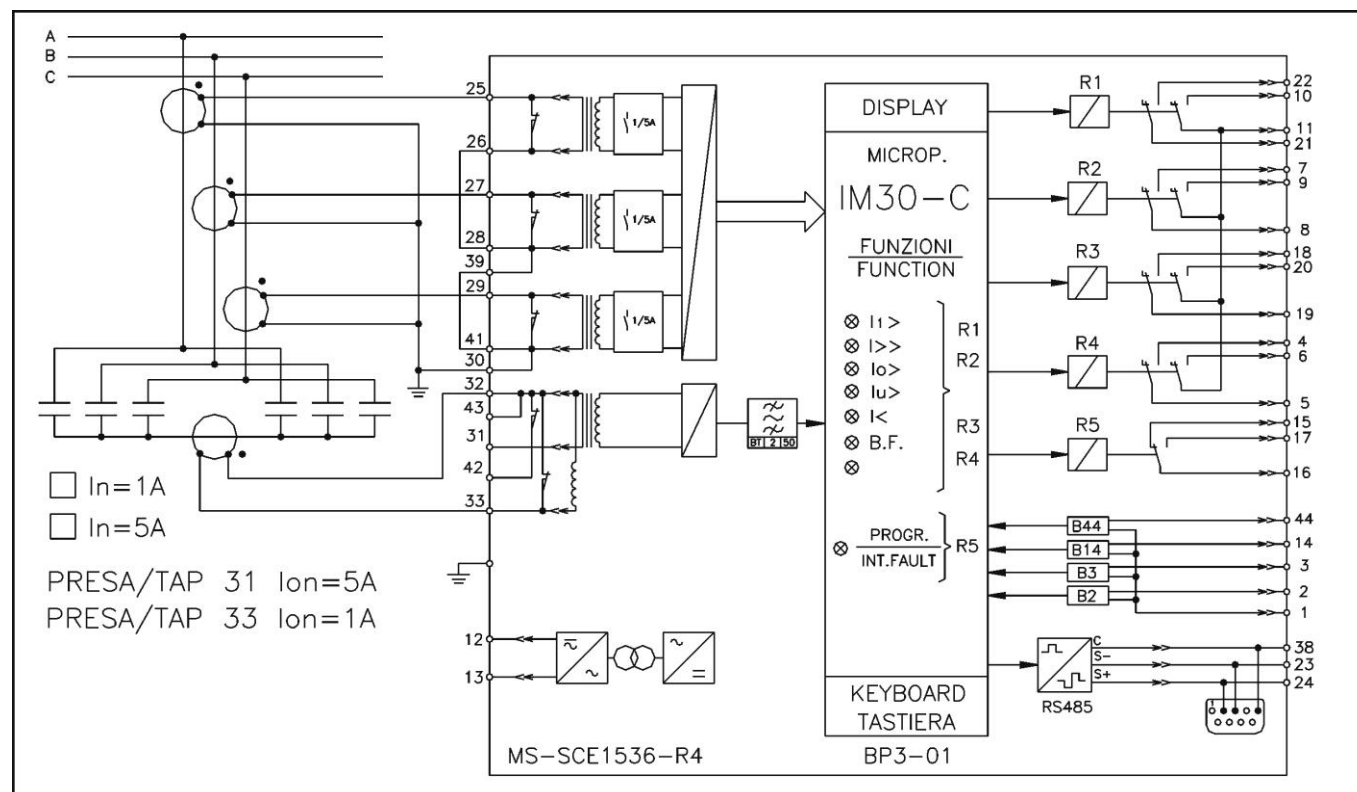 A
B
C
25
26
27
28
39
29
41
30
32
43
31
42
33
12
13
1/5A
1/5A
1/5A
BT 2 50
In=1A
In=5A
PRESA/TAP 31 Ion=5A
PRESA/TAP 33 Ion=1A
DISPLAY
MICROP.
IM30-C
FUNZIONI
FUNCTION
I1>
I>>
Io>
Iu>
I<
B.F.
R1
R2
R3
R4
PROGR.
INT.FAULT
R5
KEYBOARD
TASTIERA
R1
R2
R3
R4
R5
22
10
11
21
7
9
8
18
20
19
4
6
5
15
17
16
B44
B14
B3
B2
44
14
3
2
1
C
S-
S+
RS485
38
23
24
1
MS-SCE1536-R4
BP3-01